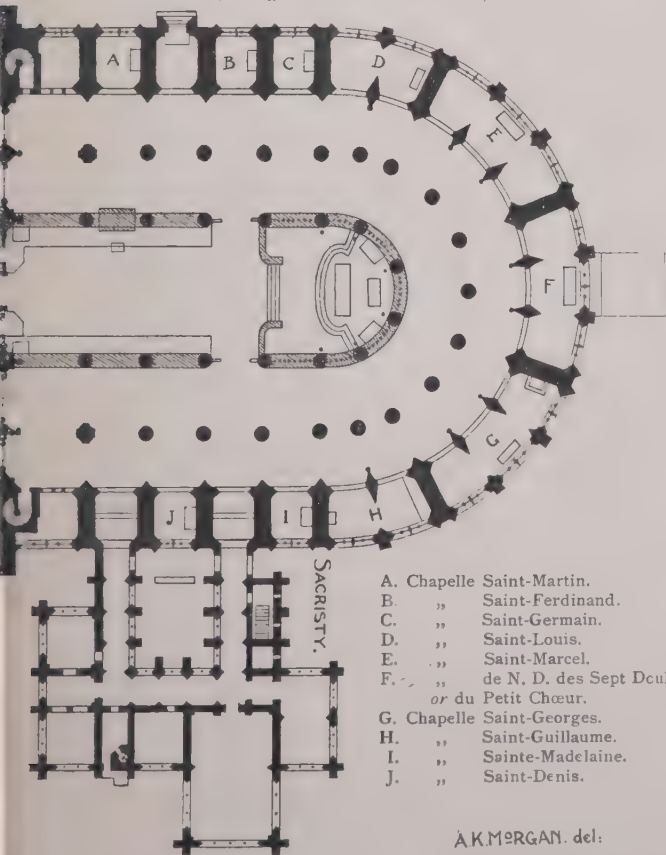 A
B
C
D
E
F
G
H
I
J
SACRISTY.
A. Chapelle Saint-Martin.
B. „ Saint-Ferdinand.
C. „ Saint-Germain.
D. „ Saint-Louis.
E. „ Saint-Marcel.
F. „ de N. D. des Sept Doul
or du Petit Chœur.
G. Chapelle Saint-Georges.
H. „ Saint-Guillaume.
I. „ Sainte-Madelaine.
J. „ Saint-Denis.
A.K.MORGAN. del: